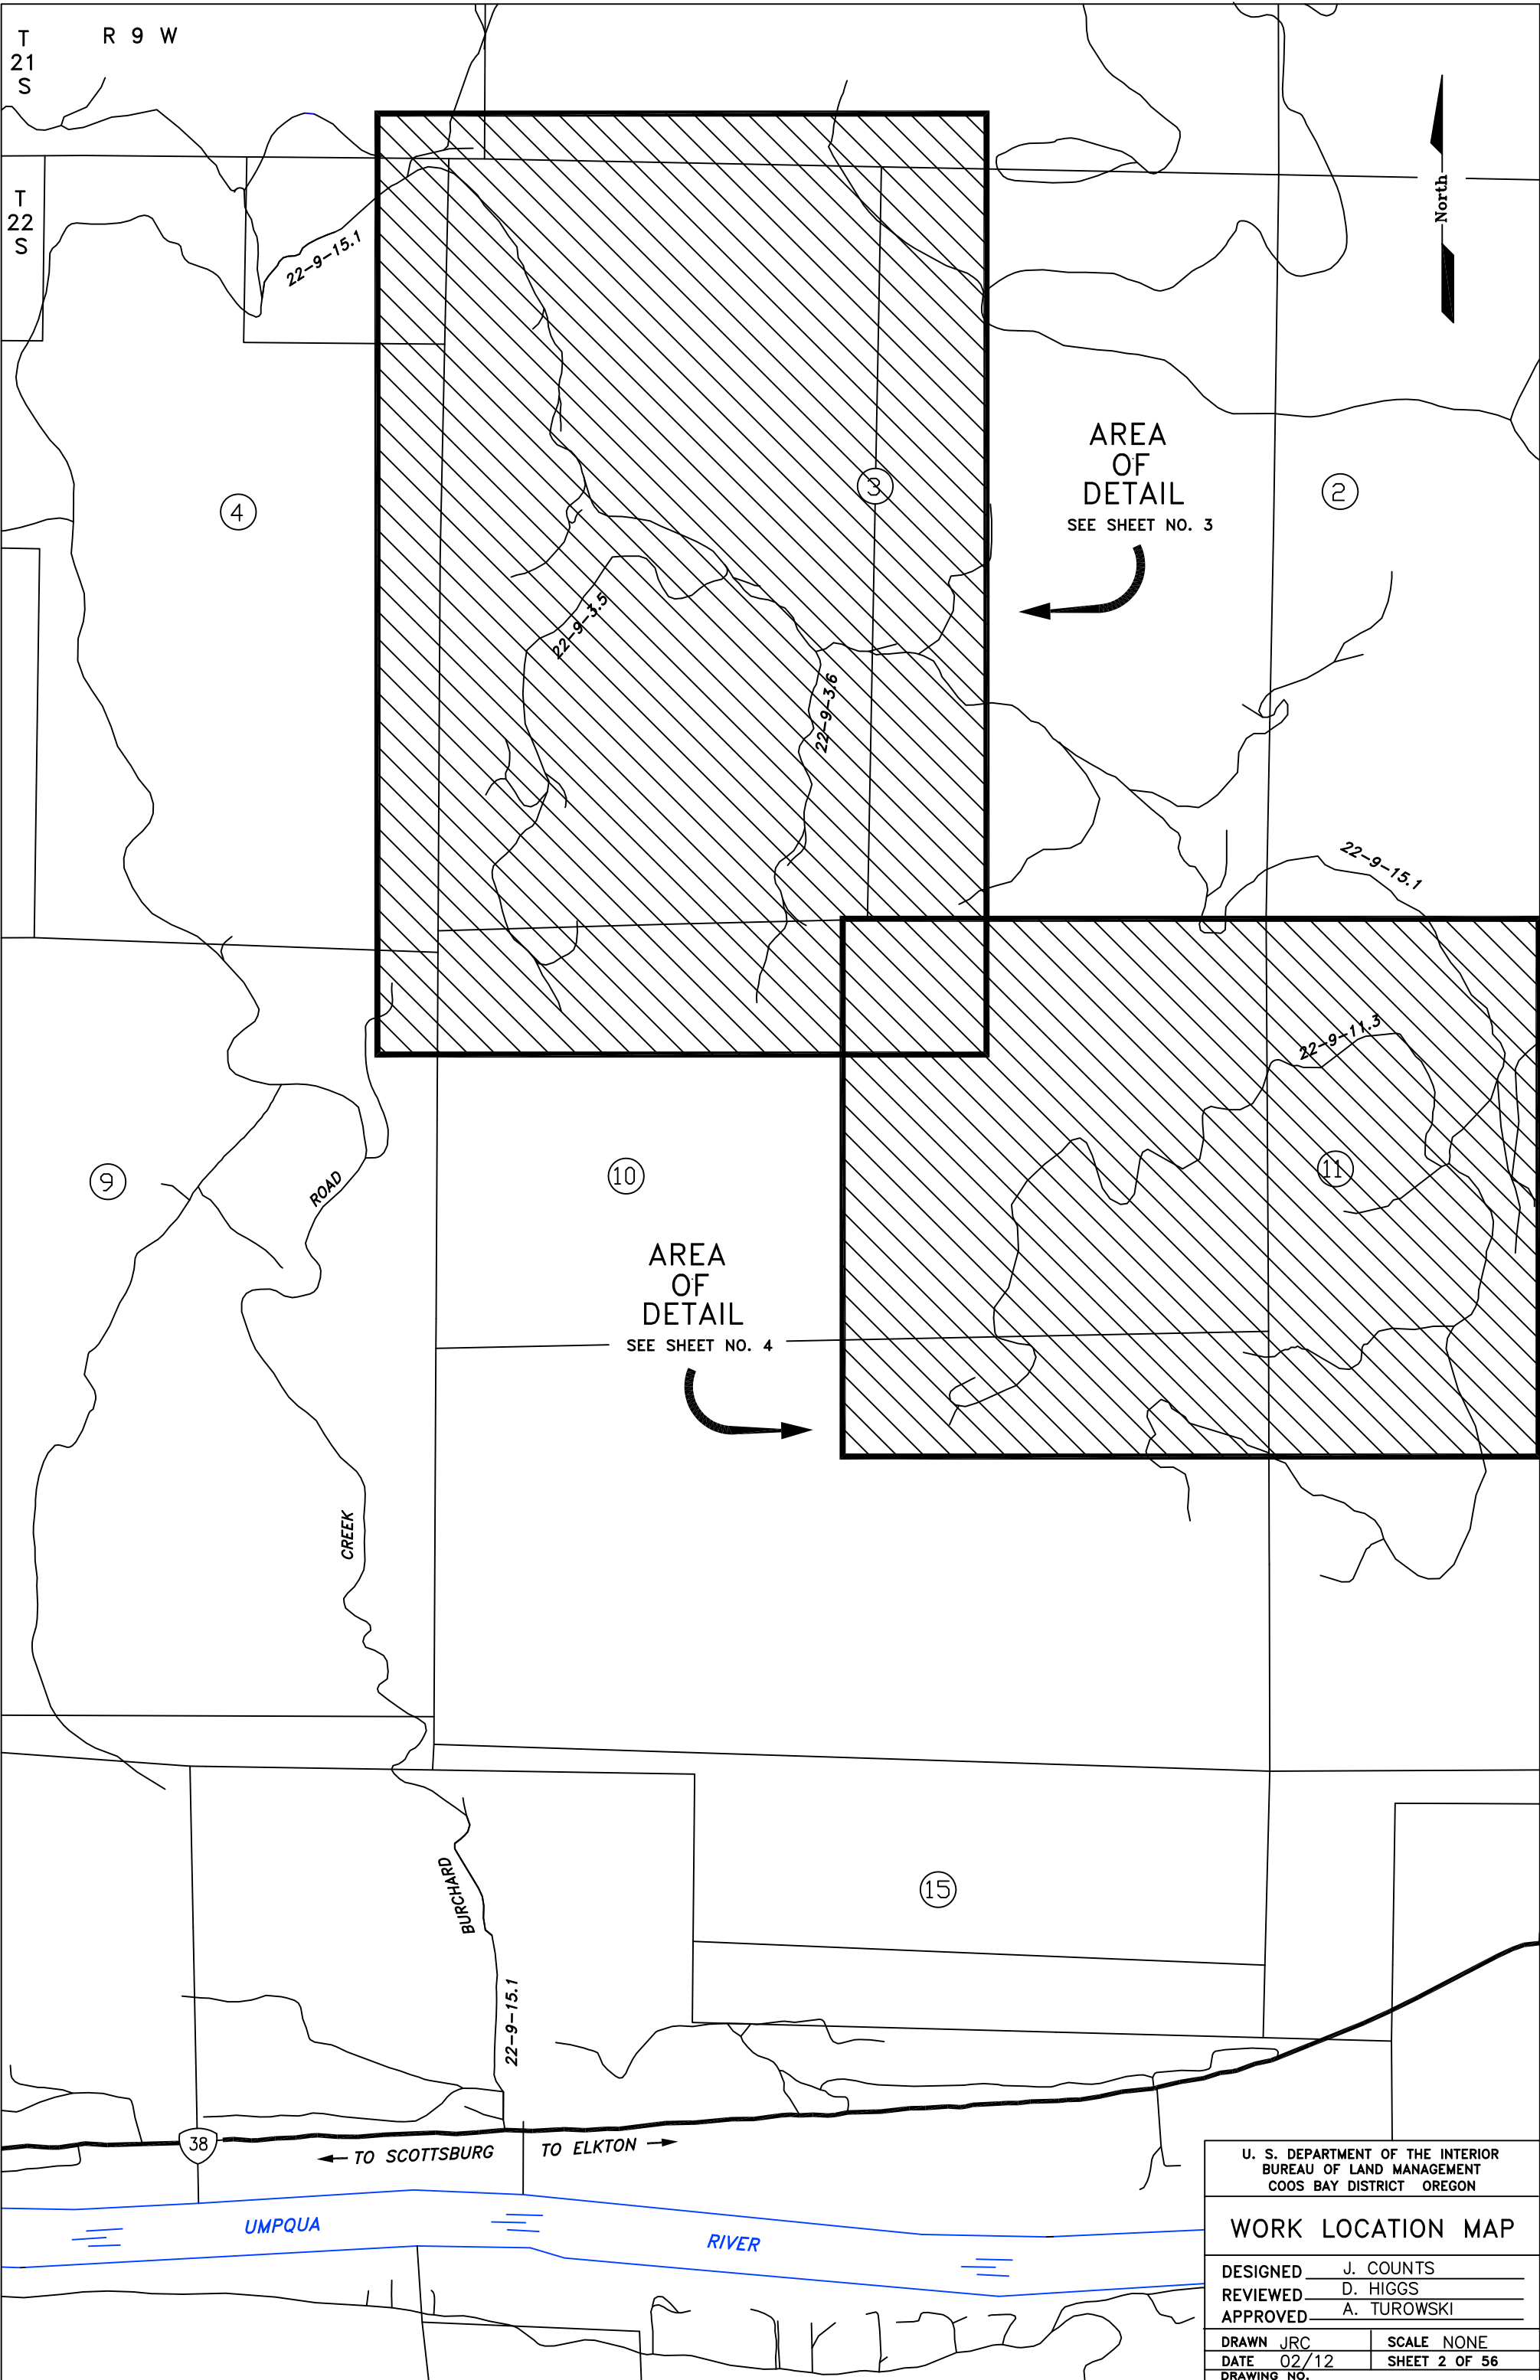 T
21
S
R 9 W
T
22
S
22-9-15.1
North
AREA
OF
DETAIL
SEE SHEET NO. 3
4
3
2
22-9-3.5
22-9-3.6
22-9-15.1
22-9-11.3
9
10
11
ROAD
AREA
OF
DETAIL
SEE SHEET NO. 4
CREEK
BURCHARD
15
22-9-15.1
38
TO SCOTTSBURG
TO ELKTON
UMPQUA
RIVER
U. S. DEPARTMENT OF THE INTERIOR
BUREAU OF LAND MANAGEMENT
COOS BAY DISTRICT OREGON
WORK LOCATION MAP
DESIGNED J. COUNTS
REVIEWED D. HIGGS
APPROVED A. TUROWSKI
DRAWN JRC
SCALE NONE
DATE 02/12
SHEET 2 OF 56
DRAWING NO.